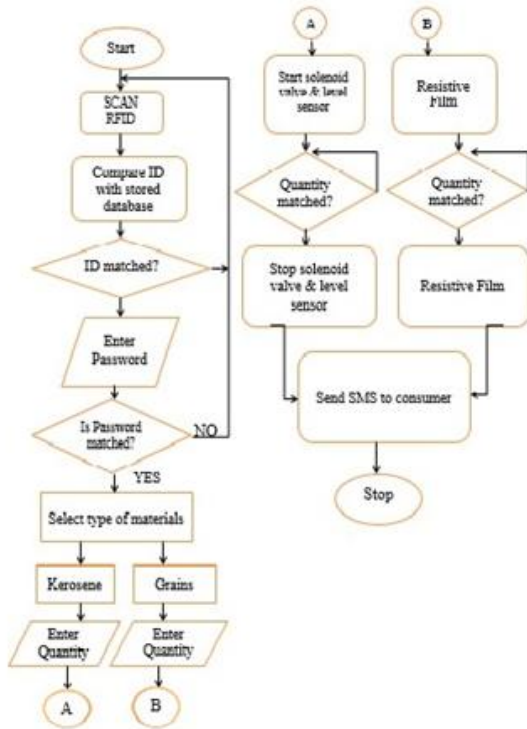 Start
SCAN
RFID
Compare ID
with stored
database
ID matched?
Enter
Password
Is Password
matched?
NO
YES
Select type of materials
Kerosene
Grains
Enter
Quantity
Enter
Quantity
A
B
A
B
Start solenoid
valve & level
sensor
Resistive
Film
Quantity
matched?
Quantity
matched?
Stop solenoid
valve & level
sensor
Resistive Film
Send SMS to consumer
Stop